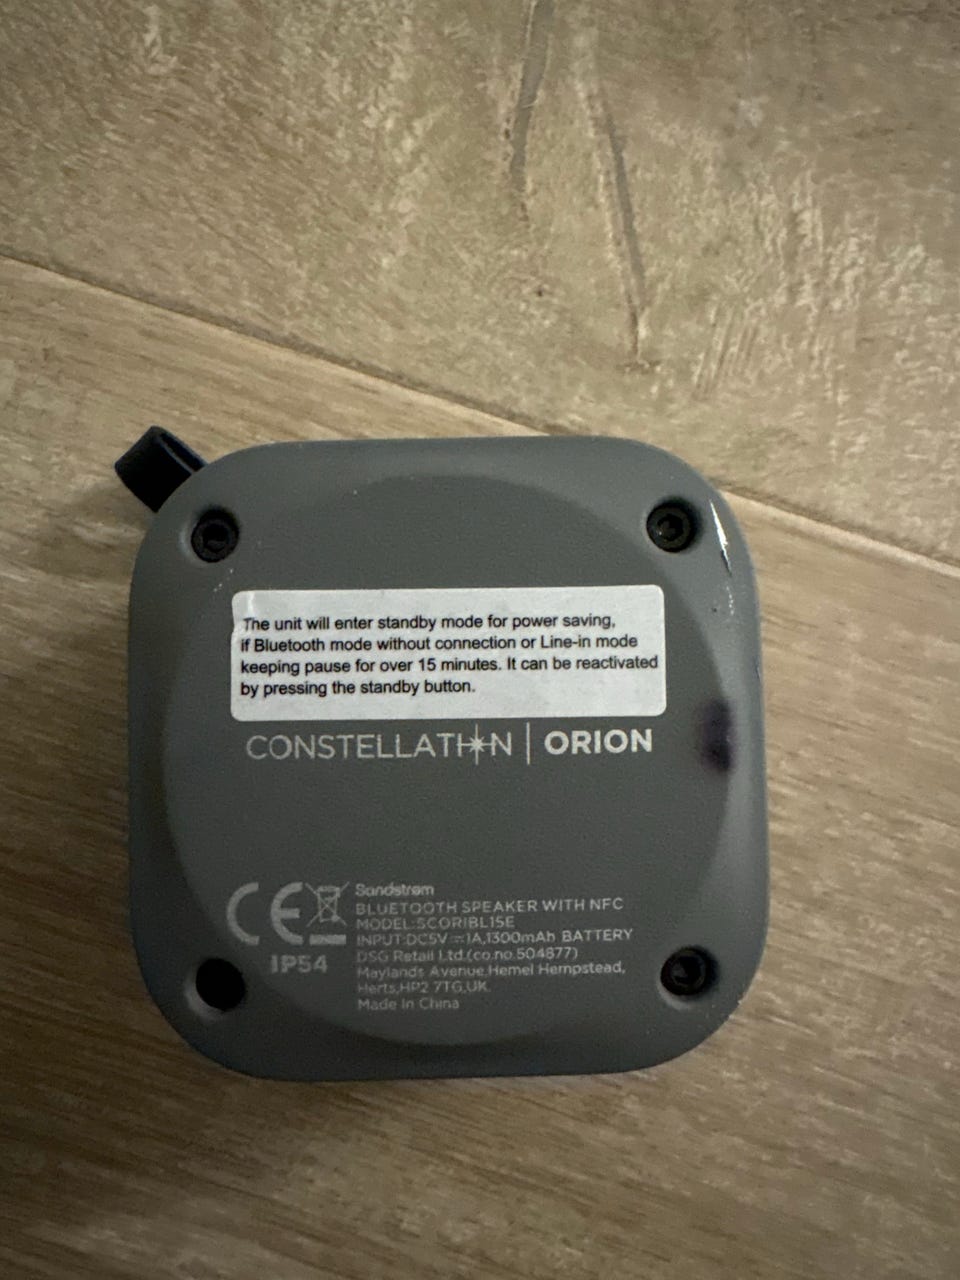 The unit will enter standby mode for power saving,
if Bluetooth mode without connection or Line-in mode
keeping pause for over 15 minutes. It can be reactivated
by pressing the standby button.
CONSTELLATION | ORION
Sandstrøm
BLUETOOTH SPEAKER WITH NFC
MODEL:SCORIBL15E
INPUT:DC5V⎓1A,1300mAh BATTERY
DSG Retail Ltd.(co.no.504877)
Maylands Avenue,Hemel Hempstead,
Herts,HP2 7TG,UK.
Made in China
CE
IP54